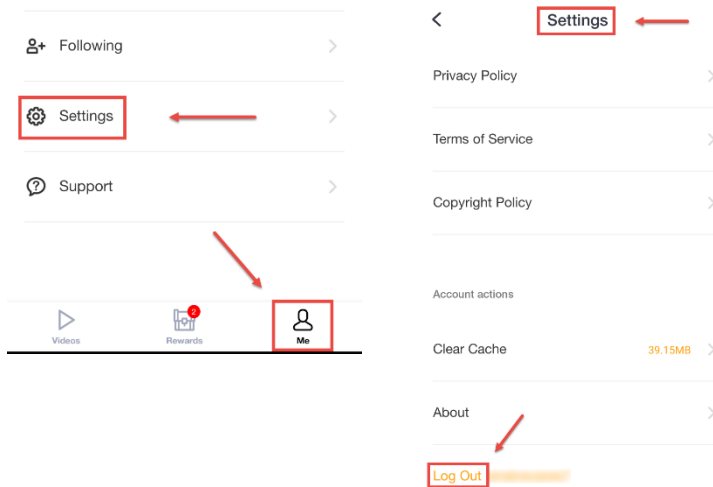 Following
Settings
Support
2
Videos
Rewards
Me
Settings
Privacy Policy
Terms of Service
Copyright Policy
Account actions
Clear Cache
39.15MB
About
Log Out